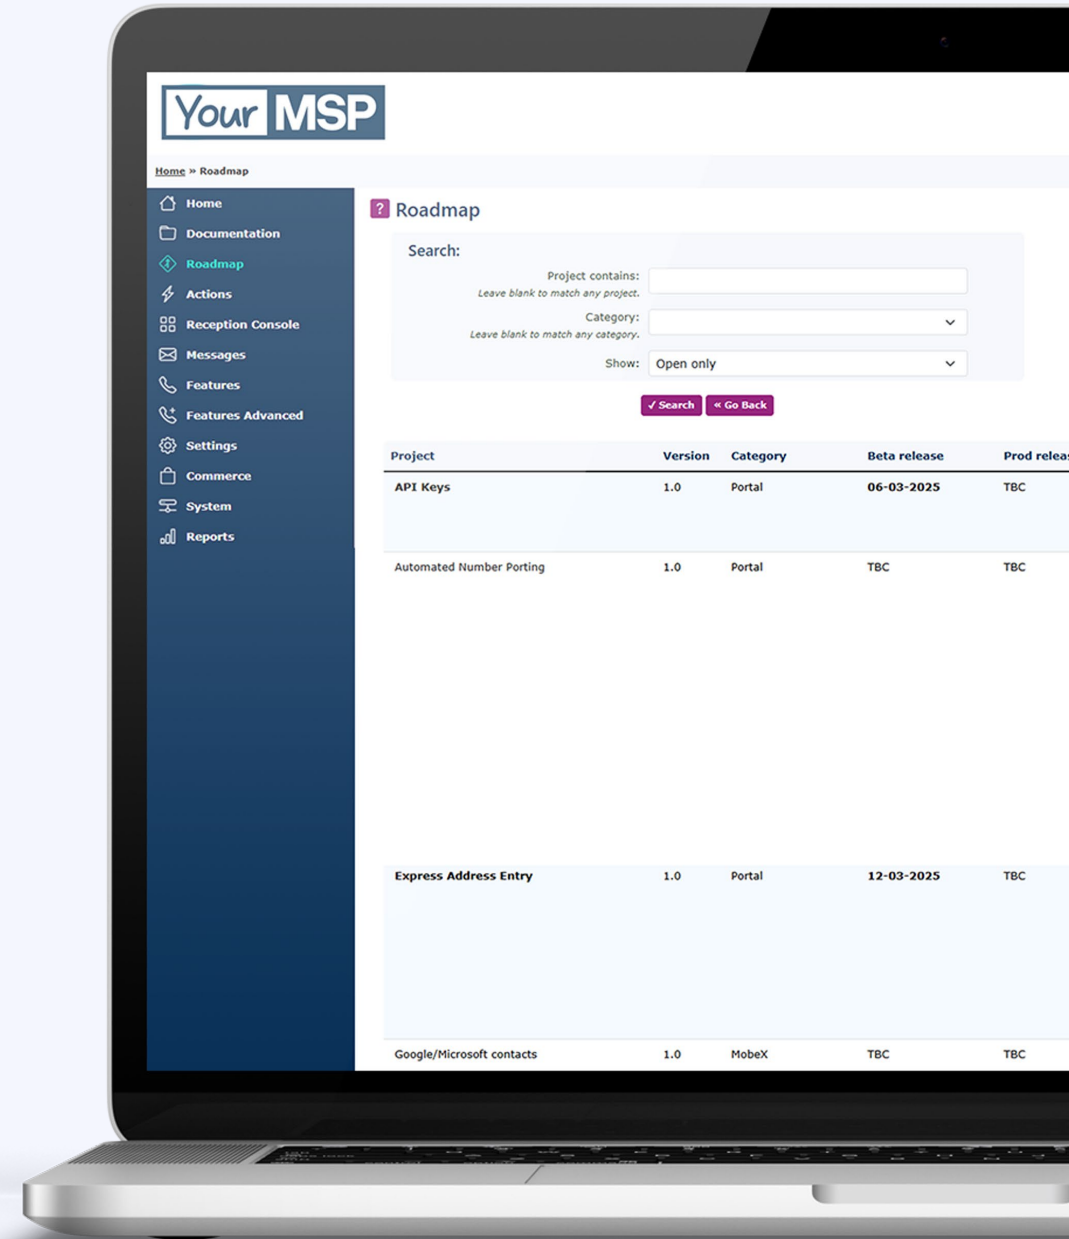 Your MSP
Home » Roadmap
Home
Documentation
Roadmap
Actions
Reception Console
Messages
Features
Features Advanced
Settings
Commerce
System
Reports
? Roadmap
Search:
Project contains:
Leave blank to match any project.
Category:
Leave blank to match any category.
Show: Open only
✓ Search « Go Back
Project Version Category Beta release Prod releas
API Keys 1.0 Portal 06-03-2025 TBC
Automated Number Porting 1.0 Portal TBC TBC
Express Address Entry 1.0 Portal 12-03-2025 TBC
Google/Microsoft contacts 1.0 MobeX TBC TBC